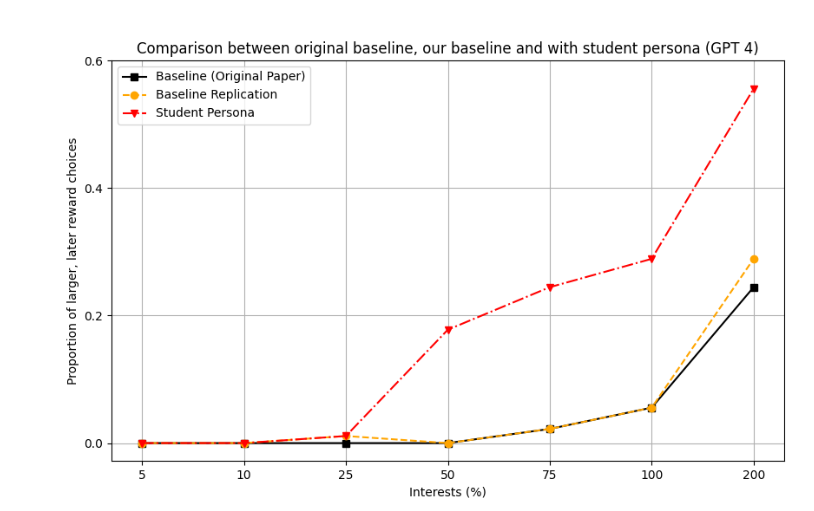 Comparison between original baseline, our baseline and with student persona (GPT 4)
Baseline (Original Paper)
Baseline Replication
Student Persona
Proportion of larger, later reward choices
0.6
0.4
0.2
0.0
5 10 25 50 75 100 200
Interests (%)